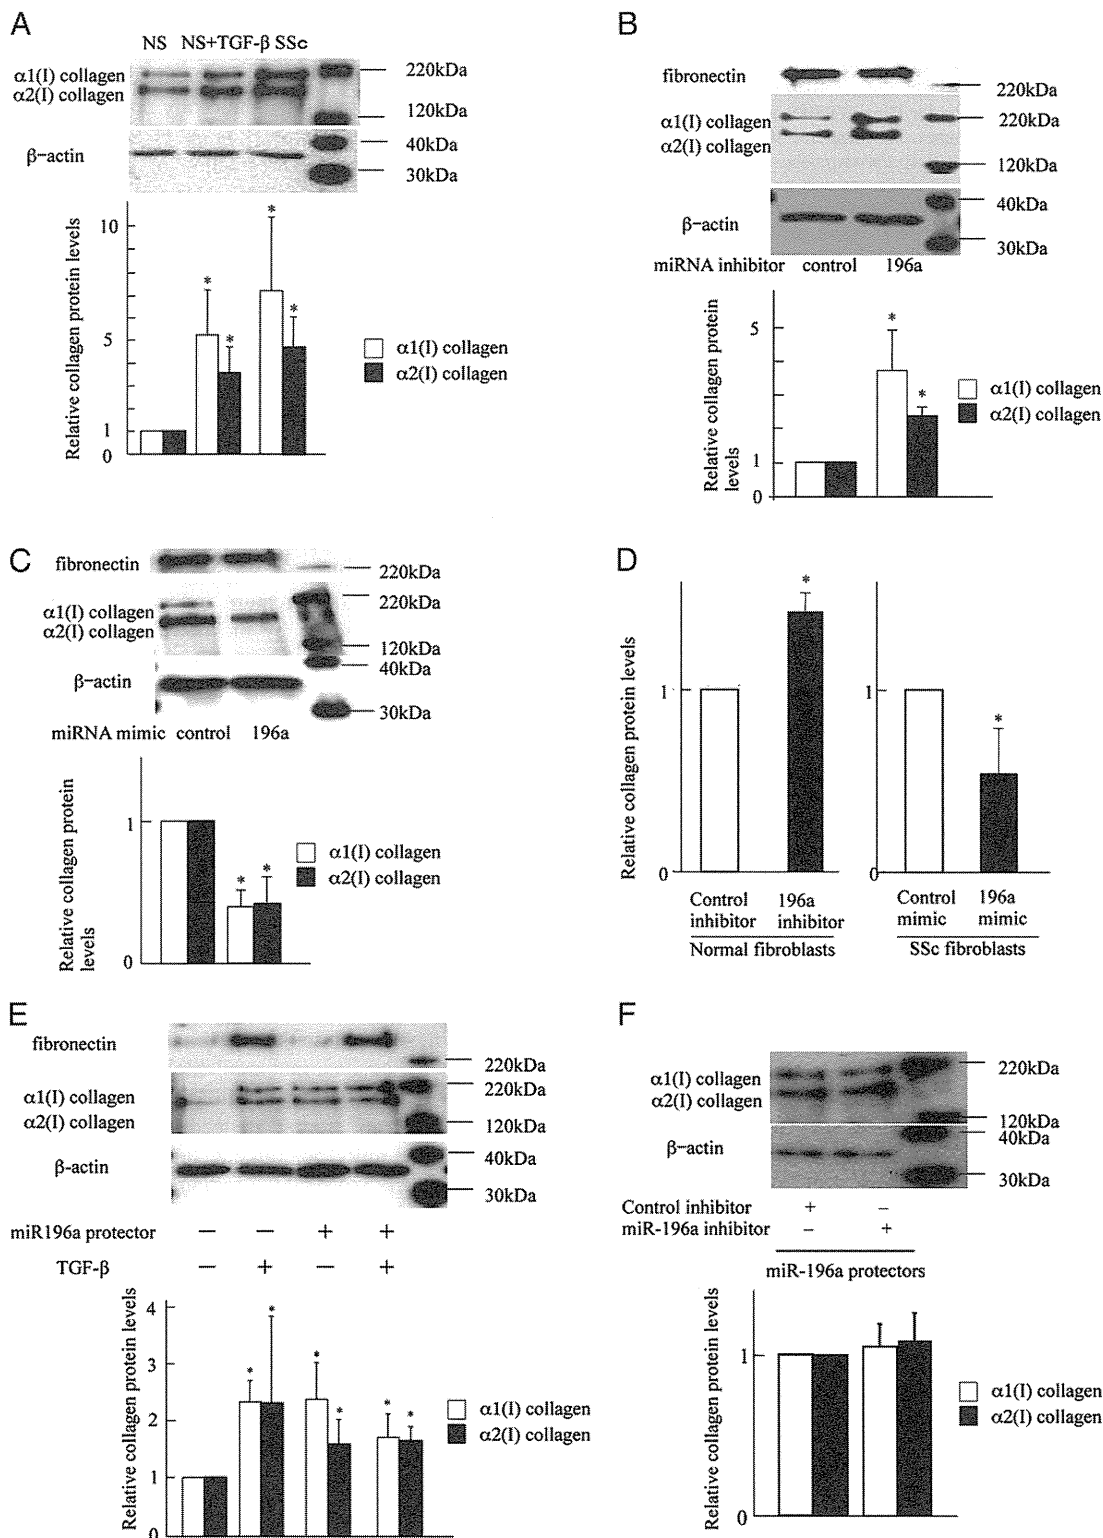 A
NS NS+TGF-β SSc
α1(I) collagen
α2(I) collagen
220kDa
120kDa
β-actin
40kDa
30kDa
Relative collagen protein levels
10
5
1
0
* * * *
α1(I) collagen
α2(I) collagen
B
fibronectin
220kDa
α1(I) collagen
α2(I) collagen
220kDa
120kDa
β-actin
40kDa
30kDa
miRNA inhibitor control 196a
Relative collagen protein
levels
5
1
0
* *
α1(I) collagen
α2(I) collagen
C
fibronectin
220kDa
α1(I) collagen
α2(I) collagen
220kDa
120kDa
40kDa
β-actin
30kDa
miRNA mimic control 196a
Relative collagen protein
levels
1
0
* *
α1(I) collagen
α2(I) collagen
D
Relative collagen protein levels
1
0
*
Control
inhibitor
196a
inhibitor
Normal fibroblasts
1
0
*
Control
mimic
196a
mimic
SSc fibroblasts
E
fibronectin
220kDa
α1(I) collagen
α2(I) collagen
220kDa
120kDa
β-actin
40kDa
30kDa
miR196a protector − − + +
TGF-β − + − +
Relative collagen protein levels
4
3
2
1
0
* * * * * *
α1(I) collagen
α2(I) collagen
F
α1(I) collagen
α2(I) collagen
220kDa
120kDa
40kDa
β-actin
30kDa
Control inhibitor + −
miR-196a inhibitor − +
miR-196a protectors
Relative collagen protein levels
1
0
α1(I) collagen
α2(I) collagen